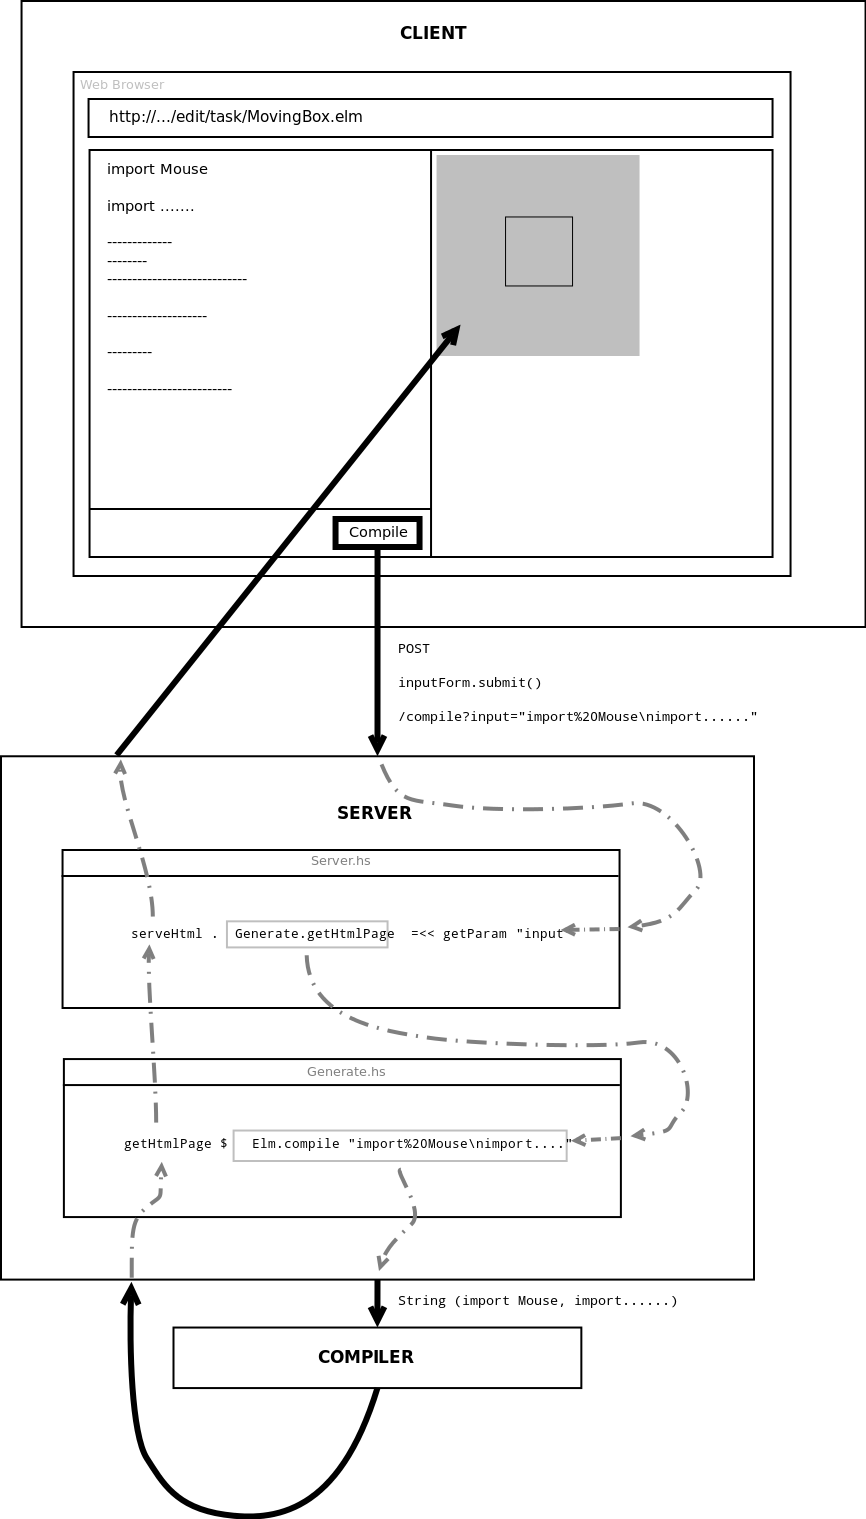 CLIENT
Web Browser
http://.../edit/task/MovingBox.elm
import Mouse
import .......
-------------
--------
----------------------------
--------------------
---------
-------------------------
Compile
POST
inputForm.submit()
/compile?input="import%20Mouse\nimport......"
SERVER
Server.hs
serveHtml . Generate.getHtmlPage =<< getParam "input
Generate.hs
getHtmlPage $ Elm.compile "import%20Mouse\nimport...."
String (import Mouse, import......)
COMPILER